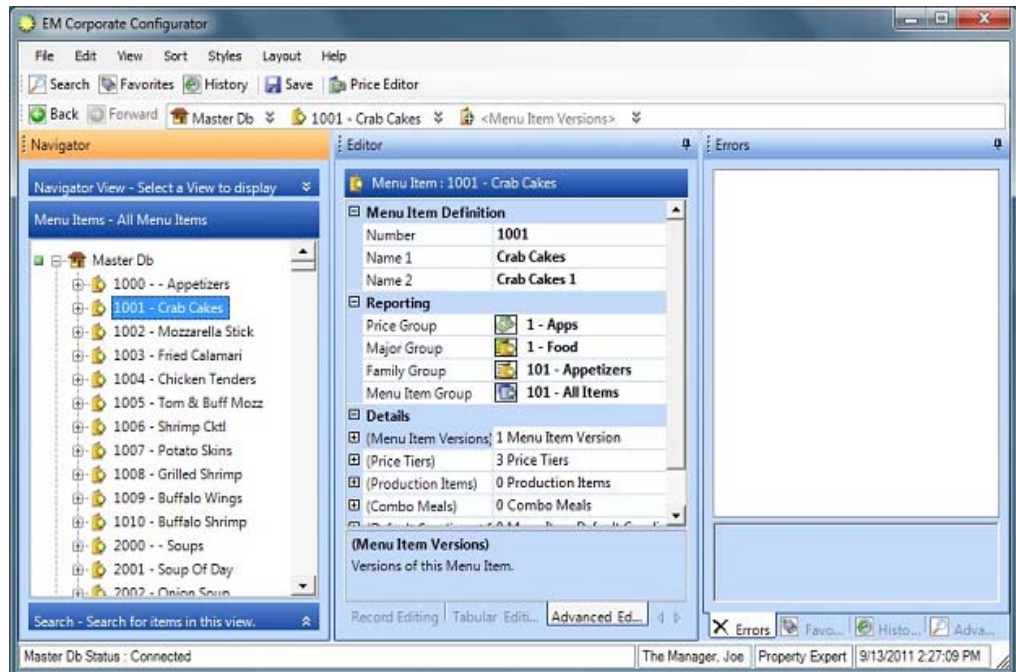 EM Corporate Configurator
File Edit View Sort Styles Layout Help
Search Favorites History Save Price Editor
Back Forward Master Db 1001 - Crab Cakes <Menu Item Versions>
Navigator
Navigator View - Select a View to display
Menu Items - All Menu Items
Master Db
1000 - - Appetizers
1001 - Crab Cakes
1002 - Mozzarella Stick
1003 - Fried Calamari
1004 - Chicken Tenders
1005 - Tom & Buff Mozz
1006 - Shrimp Cktl
1007 - Potato Skins
1008 - Grilled Shrimp
1009 - Buffalo Wings
1010 - Buffalo Shrimp
2000 - - Soups
2001 - Soup Of Day
2002 - Onion Soup
Search - Search for items in this view.
Editor
Menu Item : 1001 - Crab Cakes
Menu Item Definition
Number 1001
Name 1 Crab Cakes
Name 2 Crab Cakes 1
Reporting
Price Group 1 - Apps
Major Group 1 - Food
Family Group 101 - Appetizers
Menu Item Group 101 - All Items
Details
(Menu Item Versions) 1 Menu Item Version
(Price Tiers) 3 Price Tiers
(Production Items) 0 Production Items
(Combo Meals) 0 Combo Meals
(Menu Item Versions)
Versions of this Menu Item.
Record Editing Tabular Editi... Advanced Ed...
Errors
Errors Favo... Histo... Adva...
Master Db Status : Connected
The Manager, Joe Property Expert 9/13/2011 2:27:09 PM